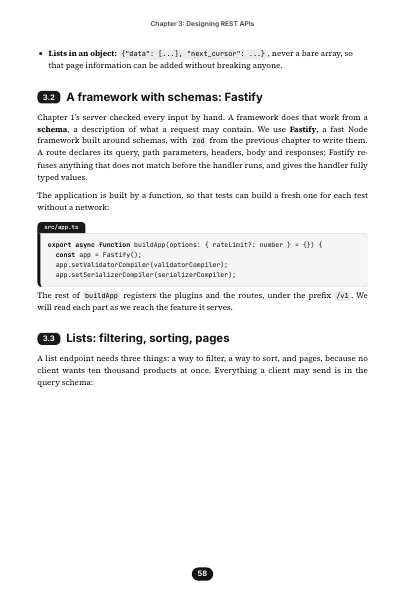 Chapter 3: Designing REST APIs
• Lists in an object: {"data": [...], "next_cursor": ...}, never a bare array, so
that page information can be added without breaking anyone.
3.2 A framework with schemas: Fastify
Chapter 1's server checked every input by hand. A framework does that work from a
schema, a description of what a request may contain. We use Fastify, a fast Node
framework built around schemas, with zod from the previous chapter to write them.
A route declares its query, path parameters, headers, body and responses; Fastify re-
fuses anything that does not match before the handler runs, and gives the handler fully
typed values.
The application is built by a function, so that tests can build a fresh one for each test
without a network:
src/app.ts
export async function buildApp(options: { rateLimit?: number } = {}) {
  const app = Fastify();
  app.setValidatorCompiler(validatorCompiler);
  app.setSerializerCompiler(serializerCompiler);
The rest of buildApp registers the plugins and the routes, under the prefix /v1. We
will read each part as we reach the feature it serves.
3.3 Lists: filtering, sorting, pages
A list endpoint needs three things: a way to filter, a way to sort, and pages, because no
client wants ten thousand products at once. Everything a client may send is in the
query schema:
58